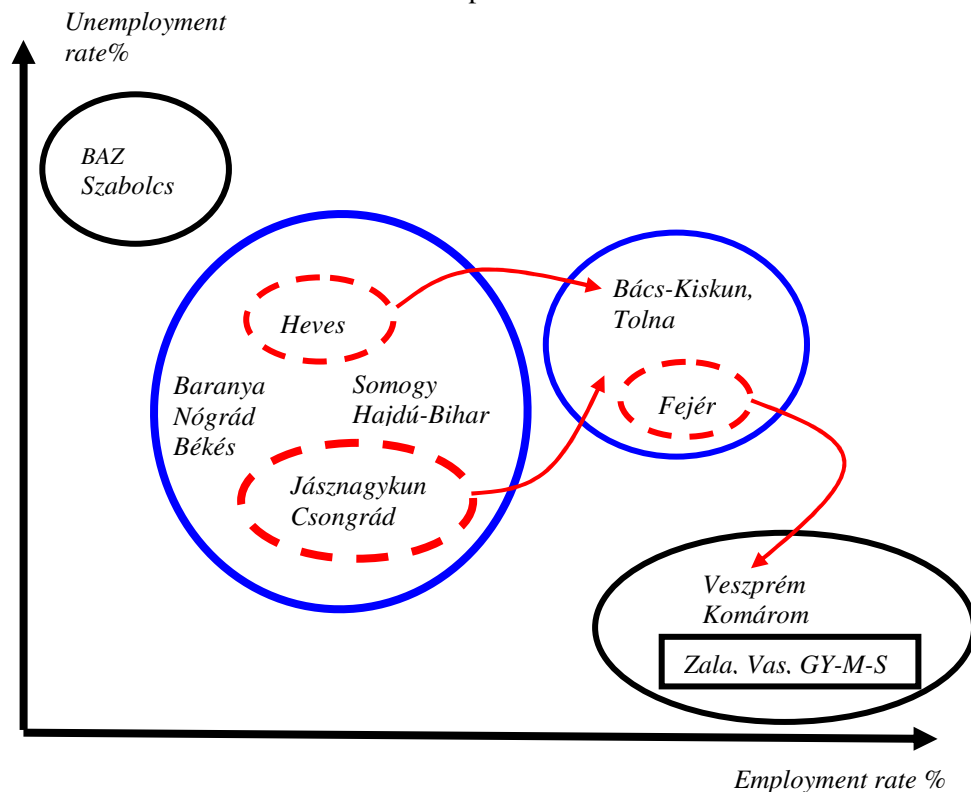 Unemployment
rate%
BAZ
Szabolcs
Heves
Baranya
Nógrád
Békés
Somogy
Hajdú-Bihar
Jásznagykun
Csongrád
Bács-Kiskun,
Tolna
Fejér
Veszprém
Komárom
Zala, Vas, GY-M-S
Employment rate %